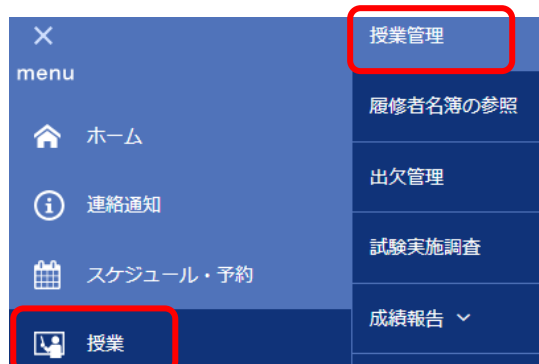 menu
ホーム
連絡通知
スケジュール・予約
授業
授業管理
履修者名簿の参照
出欠管理
試験実施調査
成績報告